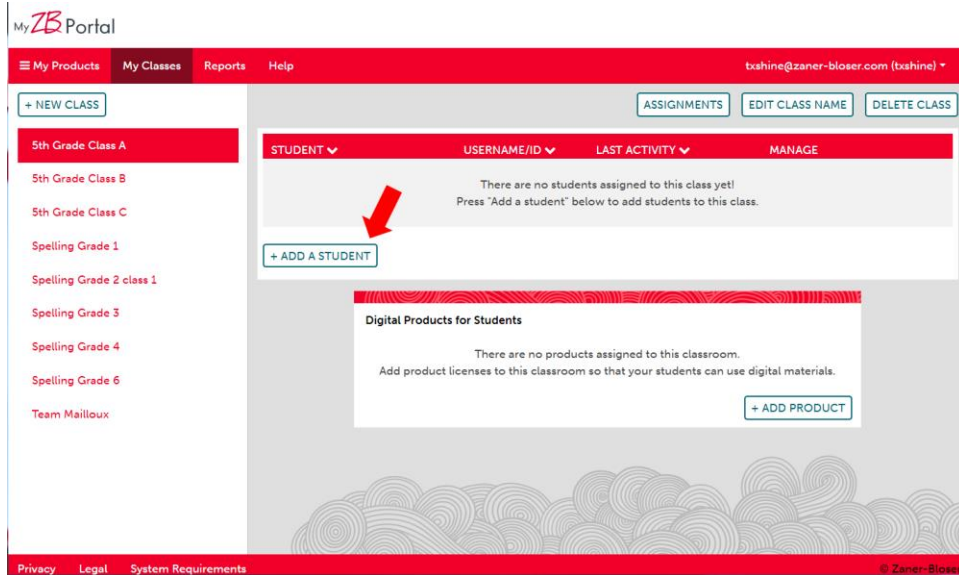 My ZB Portal
My Products My Classes Reports Help txshine@zaner-bloser.com (txshine)
+ NEW CLASS ASSIGNMENTS EDIT CLASS NAME DELETE CLASS
5th Grade Class A
5th Grade Class B
5th Grade Class C
Spelling Grade 1
Spelling Grade 2 class 1
Spelling Grade 3
Spelling Grade 4
Spelling Grade 6
Team Mailloux
STUDENT USERNAME/ID LAST ACTIVITY MANAGE
There are no students assigned to this class yet!
Press "Add a student" below to add students to this class.
+ ADD A STUDENT
Digital Products for Students
There are no products assigned to this classroom.
Add product licenses to this classroom so that your students can use digital materials.
+ ADD PRODUCT
Privacy Legal System Requirements © Zaner-Bloser